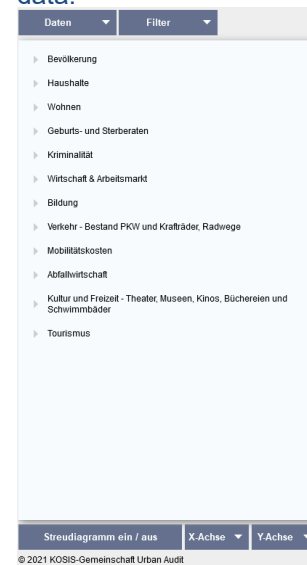 data.
Daten Filter
Bevölkerung
Haushalte
Wohnen
Geburts- und Sterberaten
Kriminalität
Wirtschaft & Arbeitsmarkt
Bildung
Verkehr - Bestand PKW und Krafträder, Radwege
Mobilitätskosten
Abfallwirtschaft
Kultur und Freizeit - Theater, Museen, Kinos, Büchereien und
Schwimmbäder
Tourismus
Streudiagramm ein / aus X-Achse Y-Achse
© 2021 KOSIS-Gemeinschaft Urban Audit